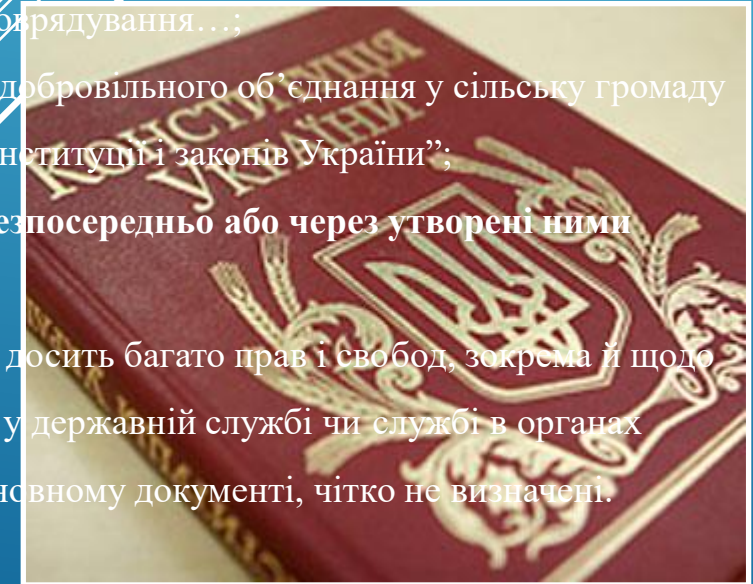 оврядування…;
добровільного об’єднання у сільську громаду
нституції і законів України”;
езпосередньо або через утворені ними
досить багато прав і свобод, зокрема й щодо
у державній службі чи службі в органах
новному документі, чітко не визначені.
КОНСТИТУЦІЯ
УКРАЇНИ